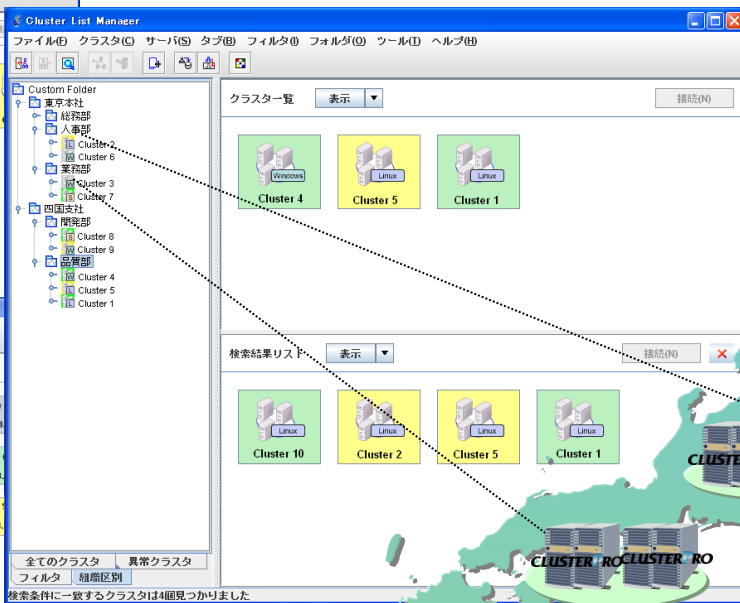 Cluster List Manager
ファイル(F) クラスタ(C) サーバ(S) タブ(B) フィルタ(I) フォルダ(O) ツール(T) ヘルプ(H)
Custom Folder
東京本社
総務部
人事部
Cluster 2
Cluster 6
業務部
Cluster 3
Cluster 7
四国支社
開発部
Cluster 8
Cluster 9
品質部
Cluster 4
Cluster 5
Cluster 1
全てのクラスタ 異常クラスタ
フィルタ 組織区別
クラスター覧 表示 接続(N)
Windows Linux Linux
Cluster 4 Cluster 5 Cluster 1
検索結果リスト 表示 接続(N)
Linux Linux Linux Linux
Cluster 10 Cluster 2 Cluster 5 Cluster 1
CLUSTE
CLUSTER PRO CLUSTER PRO
検索条件に一致するクラスタは4個見つかりました